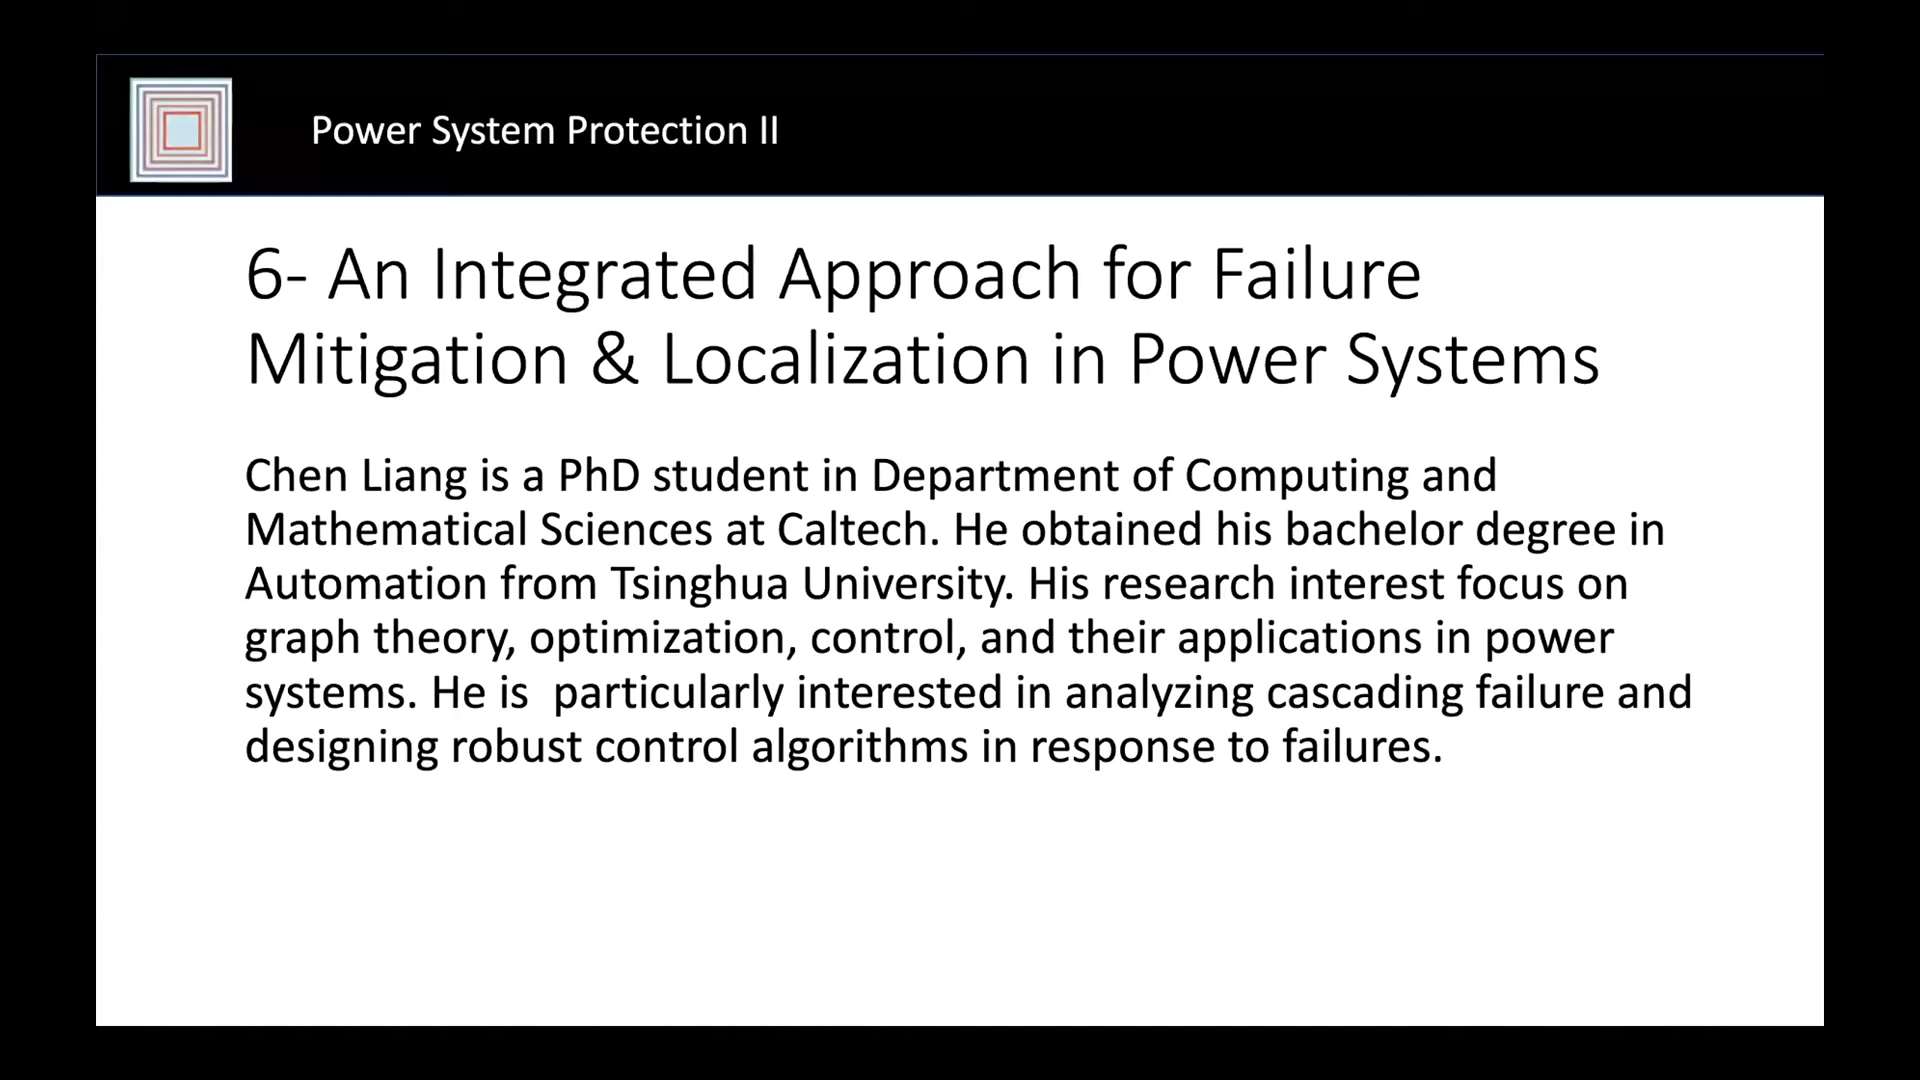 Power System Protection II
6- An Integrated Approach for Failure
Mitigation & Localization in Power Systems
Chen Liang is a PhD student in Department of Computing and
Mathematical Sciences at Caltech. He obtained his bachelor degree in
Automation from Tsinghua University. His research interest focus on
graph theory, optimization, control, and their applications in power
systems. He is  particularly interested in analyzing cascading failure and
designing robust control algorithms in response to failures.